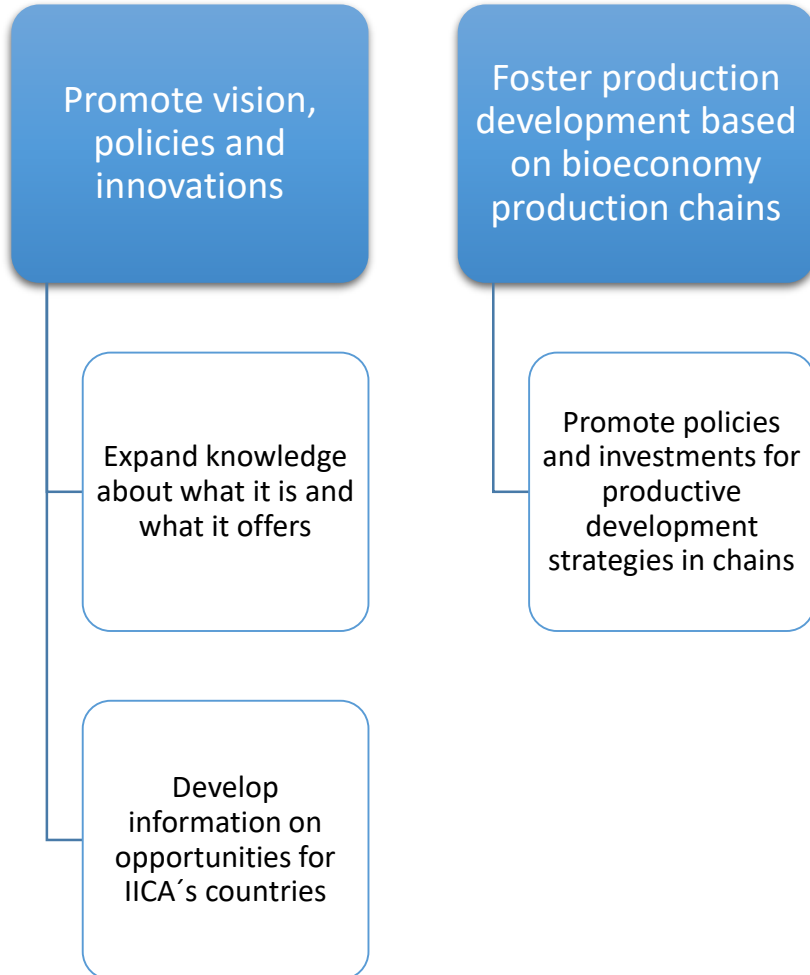 Promote vision,
policies and
innovations
Expand knowledge
about what it is and
what it offers
Develop
information on
opportunities for
IICA´s countries
Foster production
development based
on bioeconomy
production chains
Promote policies
and investments for
productive
development
strategies in chains